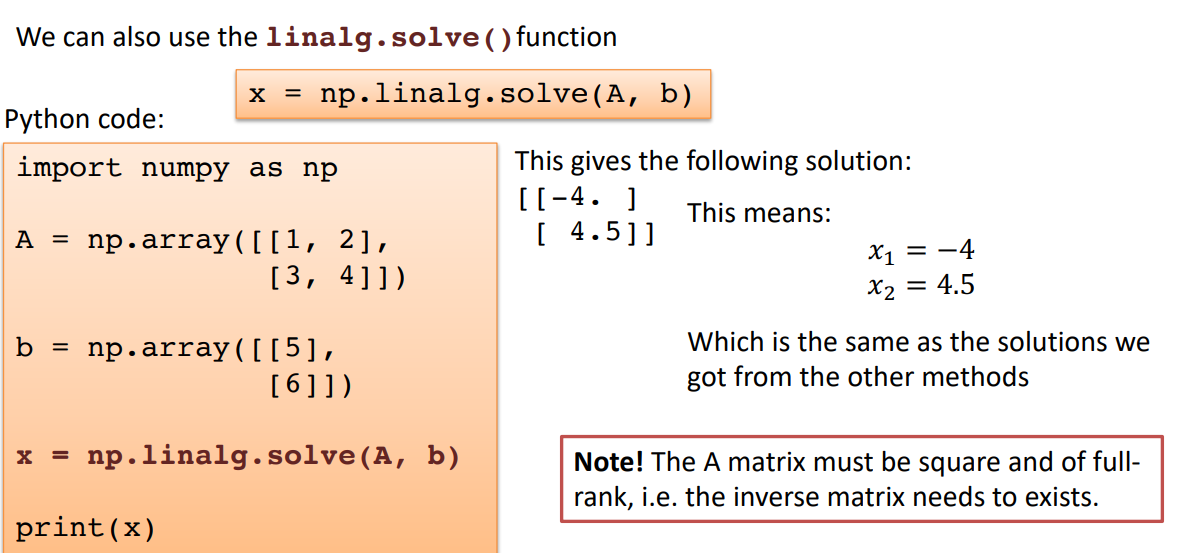 We can also use the linalg.solve()function
x = np.linalg.solve(A, b)
Python code:
import numpy as np
A = np.array([[1, 2],
[3, 4]])
b = np.array([[5],
[6]])
x = np.linalg.solve(A, b)
print(x)
This gives the following solution:
[[-4. ]
[ 4.5]]
This means:
x₁ = −4
x₂ = 4.5
Which is the same as the solutions we
got from the other methods
Note! The A matrix must be square and of full-
rank, i.e. the inverse matrix needs to exists.